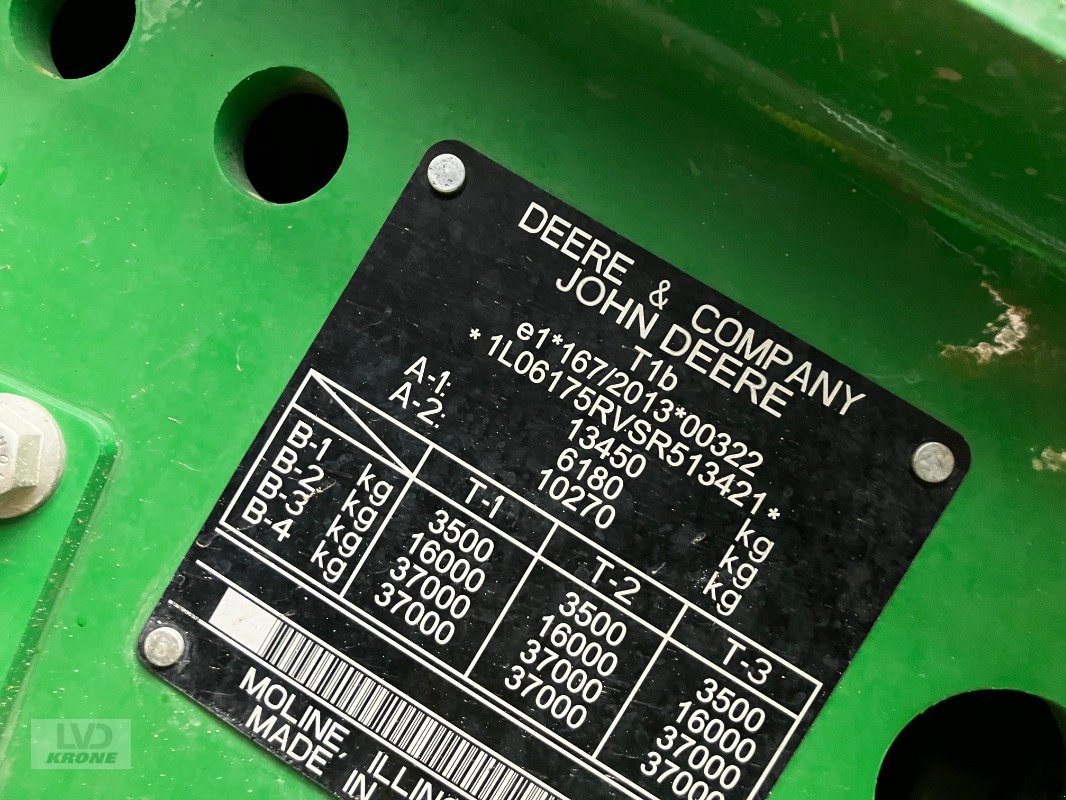 DEERE & COMPANY
JOHN DEERE
T1b
e1*167/2013*00322
* 1L06175RVSR513421 *
13450 kg
A-1: 6180 kg
A-2: 10270 kg
T-1 T-2 T-3
B-1 kg 3500 3500 3500
B-2 kg 16000 16000 16000
B-3 kg 37000 37000 37000
B-4 kg 37000 37000 37000
MOLINE,
MADE IN
LVD
KRONE